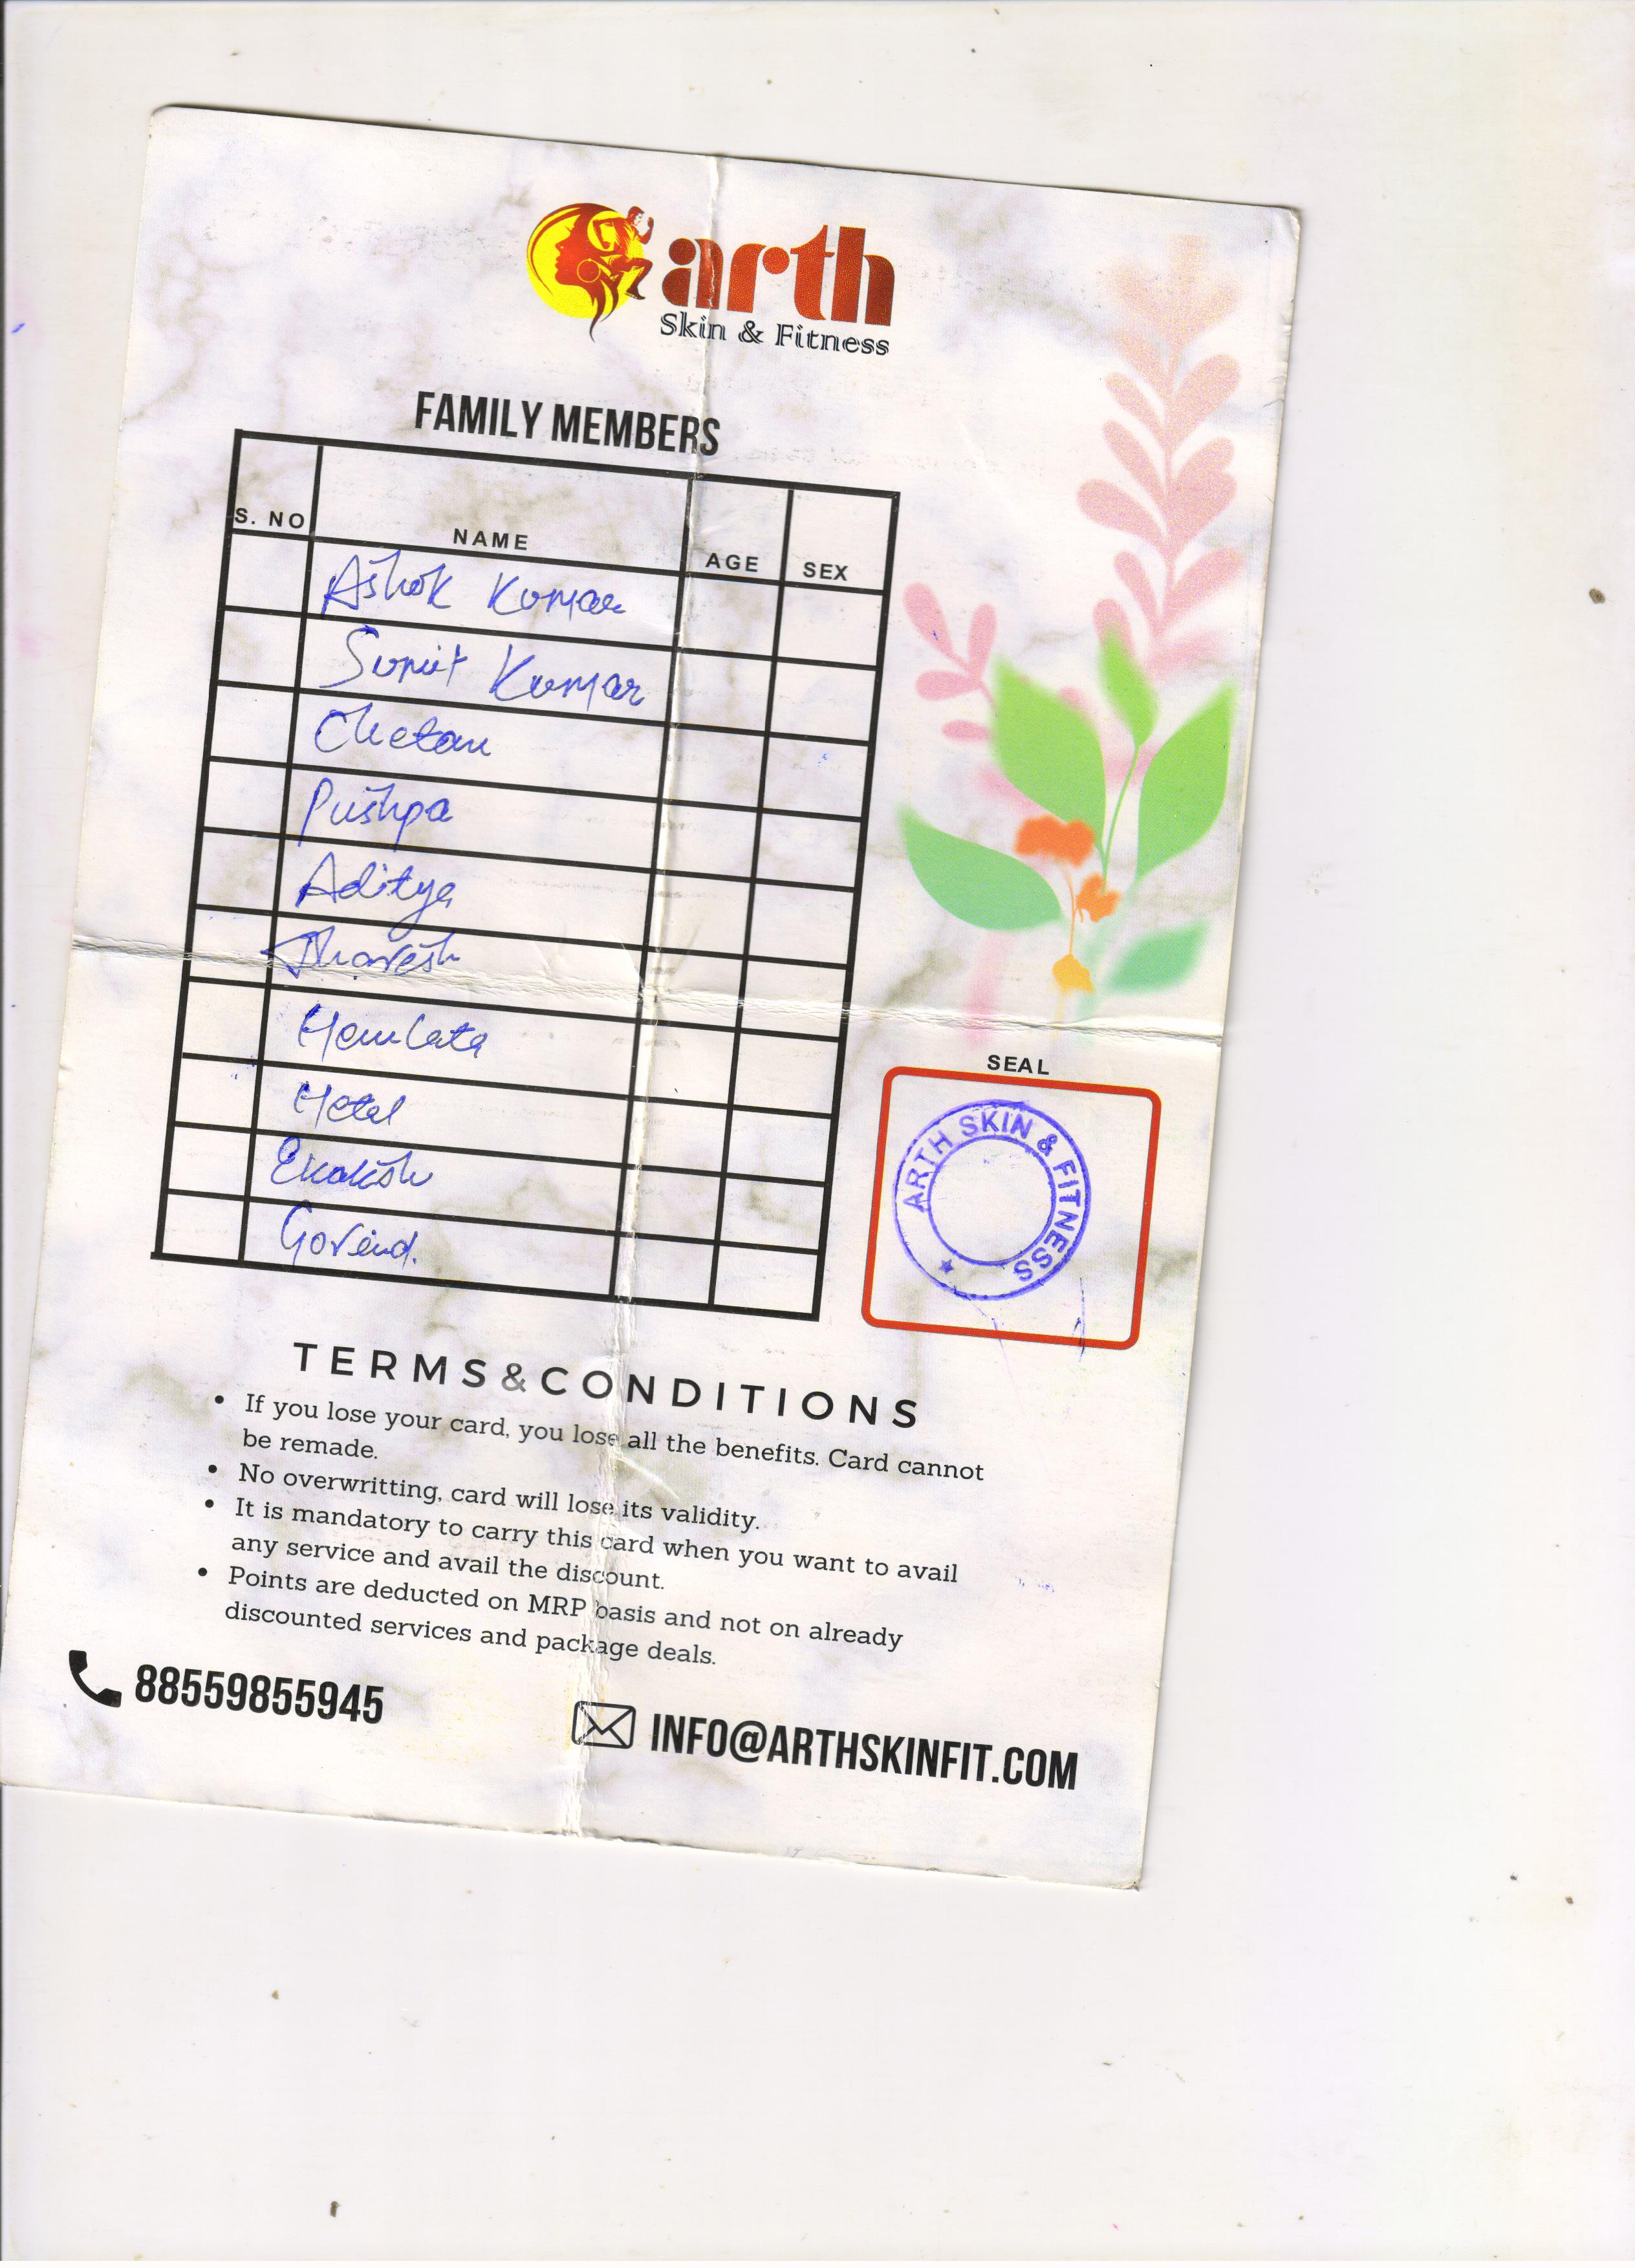 arth
Skin & Fitness
FAMILY MEMBERS
S. NO NAME AGE SEX
Ashok Kumar
Sumit Kumar
Chetan
Pushpa
Aditya
Hemlata
Hetal
Ekaksh
Govind.
SEAL
ARTH SKIN & FITNESS
TERMS&CONDITIONS
If you lose your card, you lose all the benefits. Card cannot
be remade.
No overwritting, card will lose its validity.
It is mandatory to carry this card when you want to avail
any service and avail the discount.
Points are deducted on MRP basis and not on already
discounted services and package deals.
88559855945
INFO@ARTHSKINFIT.COM